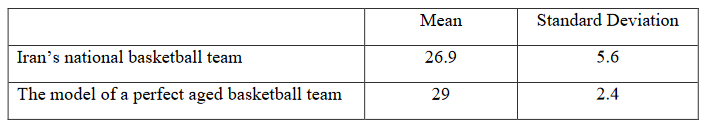 Mean Standard Deviation
Iran's national basketball team 26.9 5.6
The model of a perfect aged basketball team 29 2.4